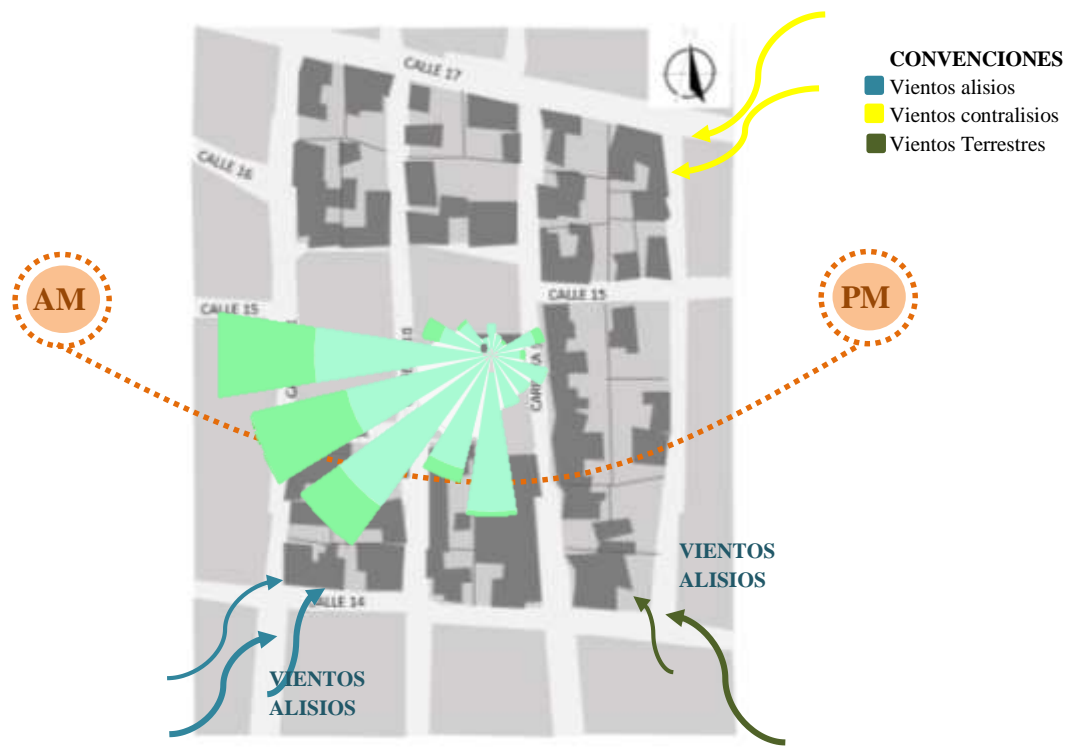 CALLE 17
CONVENCIONES
Vientos alisios
Vientos contralisios
Vientos Terrestres
CALLE 16
AM
PM
CALLE 15
CALLE 15
VIENTOS
ALISIOS
CALLE 14
VIENTOS
ALISIOS